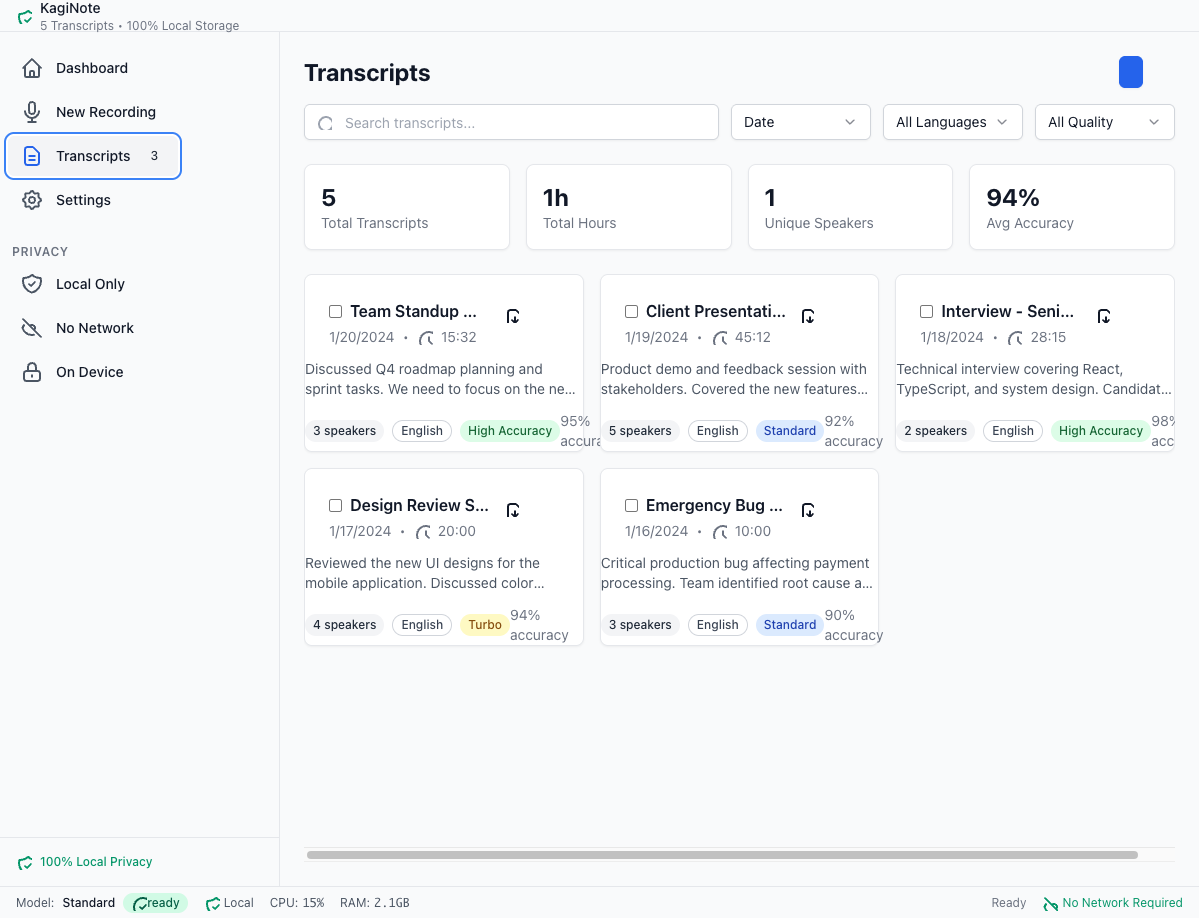 KagiNote
5 Transcripts • 100% Local Storage
Dashboard
New Recording
Transcripts 3
Settings
PRIVACY
Local Only
No Network
On Device
100% Local Privacy
Transcripts
Search transcripts...
Date
All Languages
All Quality
5
Total Transcripts
1h
Total Hours
1
Unique Speakers
94%
Avg Accuracy
Team Standup ...
1/20/2024 • 15:32
Discussed Q4 roadmap planning and
sprint tasks. We need to focus on the ne...
3 speakers English High Accuracy 95%
accura
Client Presentati...
1/19/2024 • 45:12
Product demo and feedback session with
stakeholders. Covered the new features...
5 speakers English Standard 92%
accuracy
Interview - Seni...
1/18/2024 • 28:15
Technical interview covering React,
TypeScript, and system design. Candidat...
2 speakers English High Accuracy 98%
acc
Design Review S...
1/17/2024 • 20:00
Reviewed the new UI designs for the
mobile application. Discussed color...
4 speakers English Turbo 94%
accuracy
Emergency Bug ...
1/16/2024 • 10:00
Critical production bug affecting payment
processing. Team identified root cause a...
3 speakers English Standard 90%
accuracy
Model: Standard ready Local CPU: 15% RAM: 2.1GB
Ready No Network Required